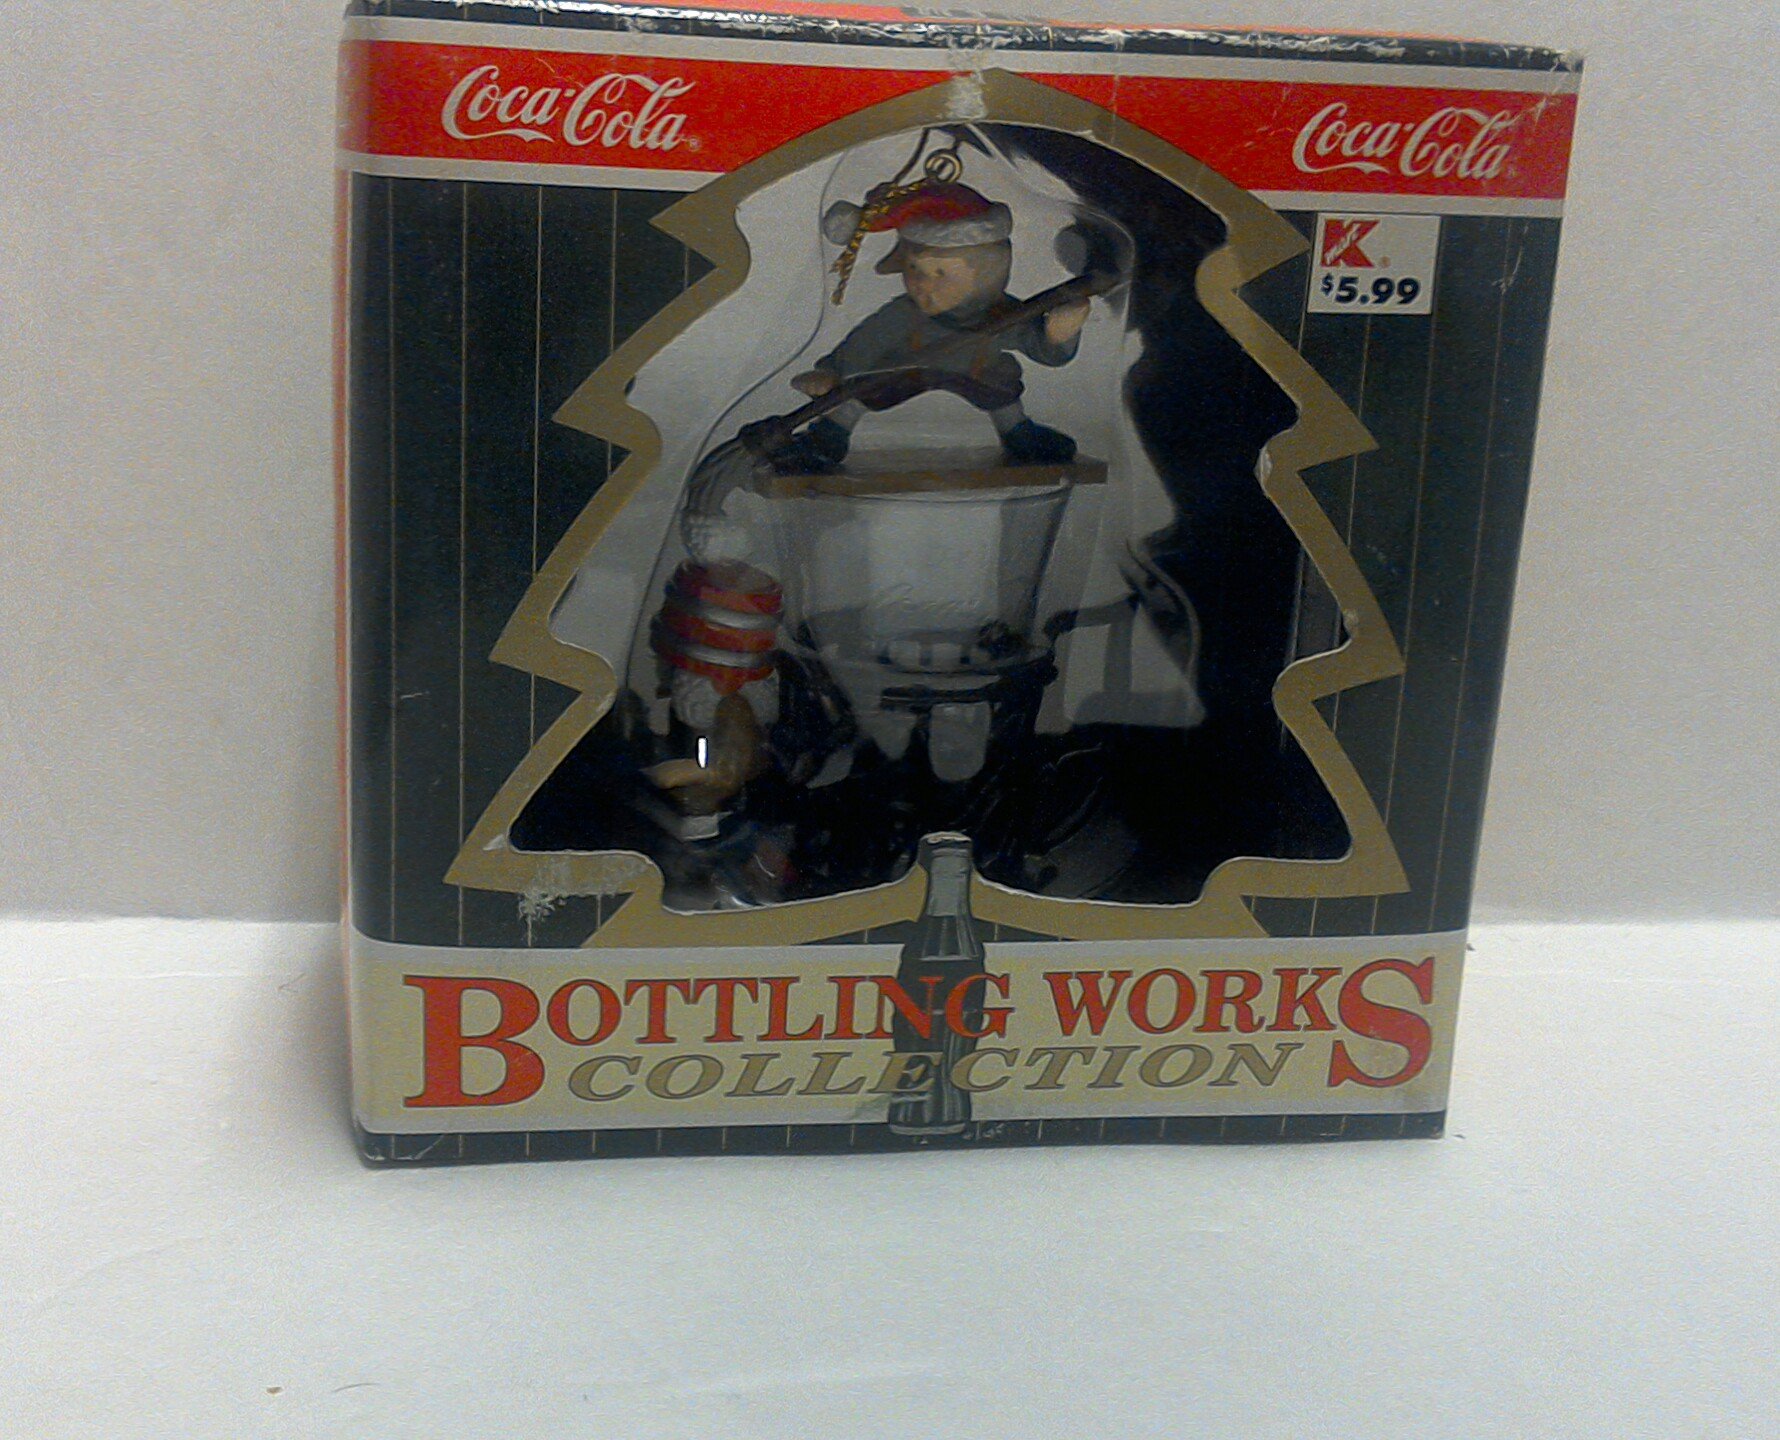 Coca-Cola
Coca-Cola
K
$5.99
BOTTLING WORKS
COLLECTION